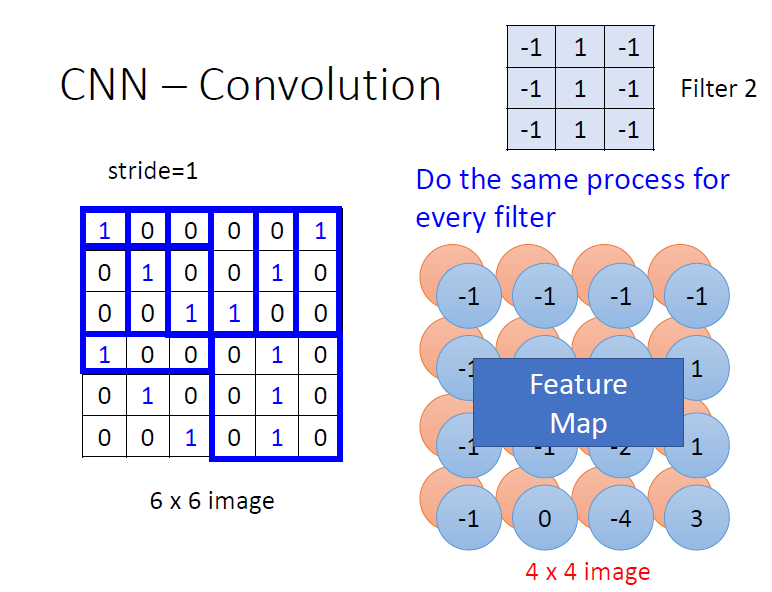 -1 1 -1
CNN – Convolution
-1 1 -1
Filter 2
-1 1 -1
stride=1
Do the same process for
every filter
1 0 0 0 0 1
0 1 0 0 1 0
0 0 1 1 0 0
1 0 0 0 1 0
0 1 0 0 1 0
0 0 1 0 1 0
6 x 6 image
-1 -1 -1 -1
-1 1
Feature
Map
-1 -1 -2 1
-1 0 -4 3
4 x 4 image